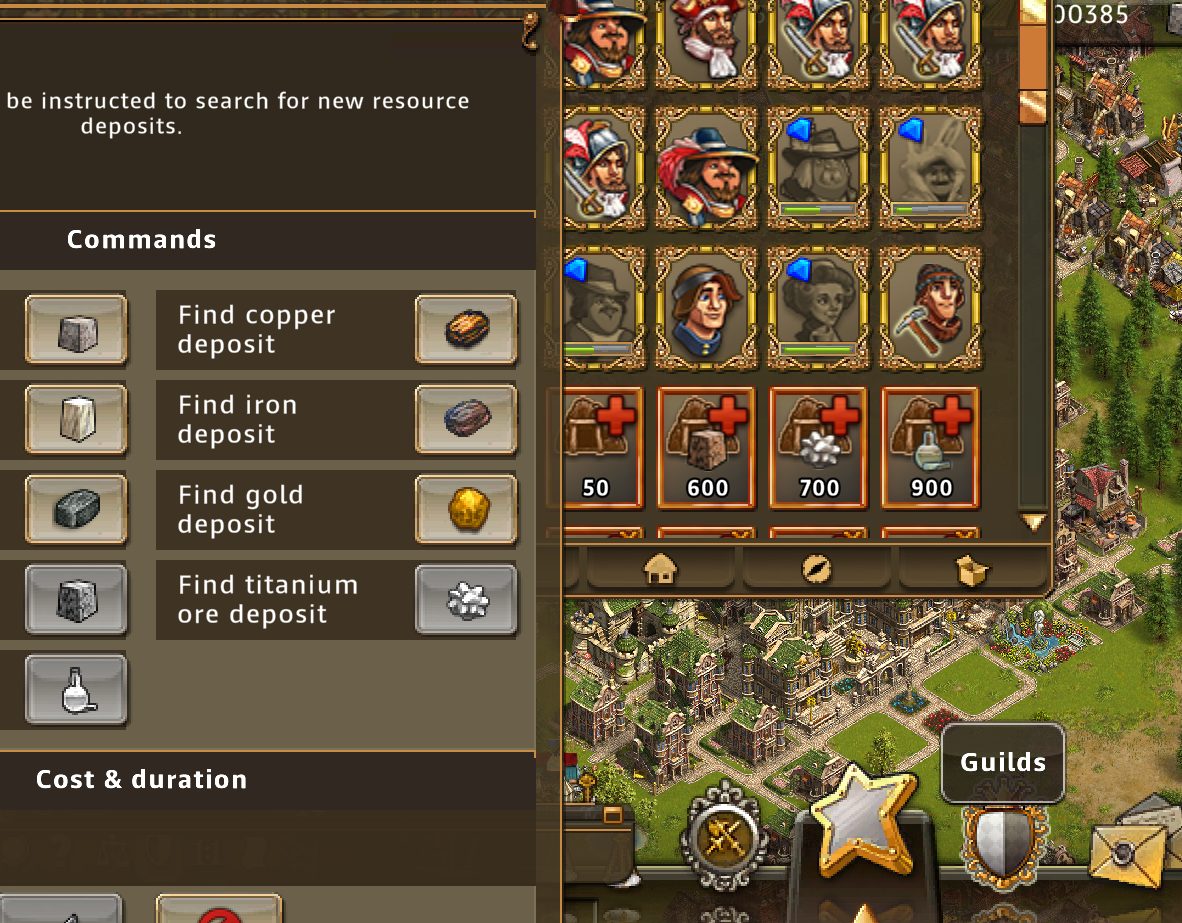 00385
be instructed to search for new resource
deposits.
Commands
Find copper
deposit
Find iron
deposit
Find gold
deposit
Find titanium
ore deposit
50
600
700
900
Cost & duration
Guilds